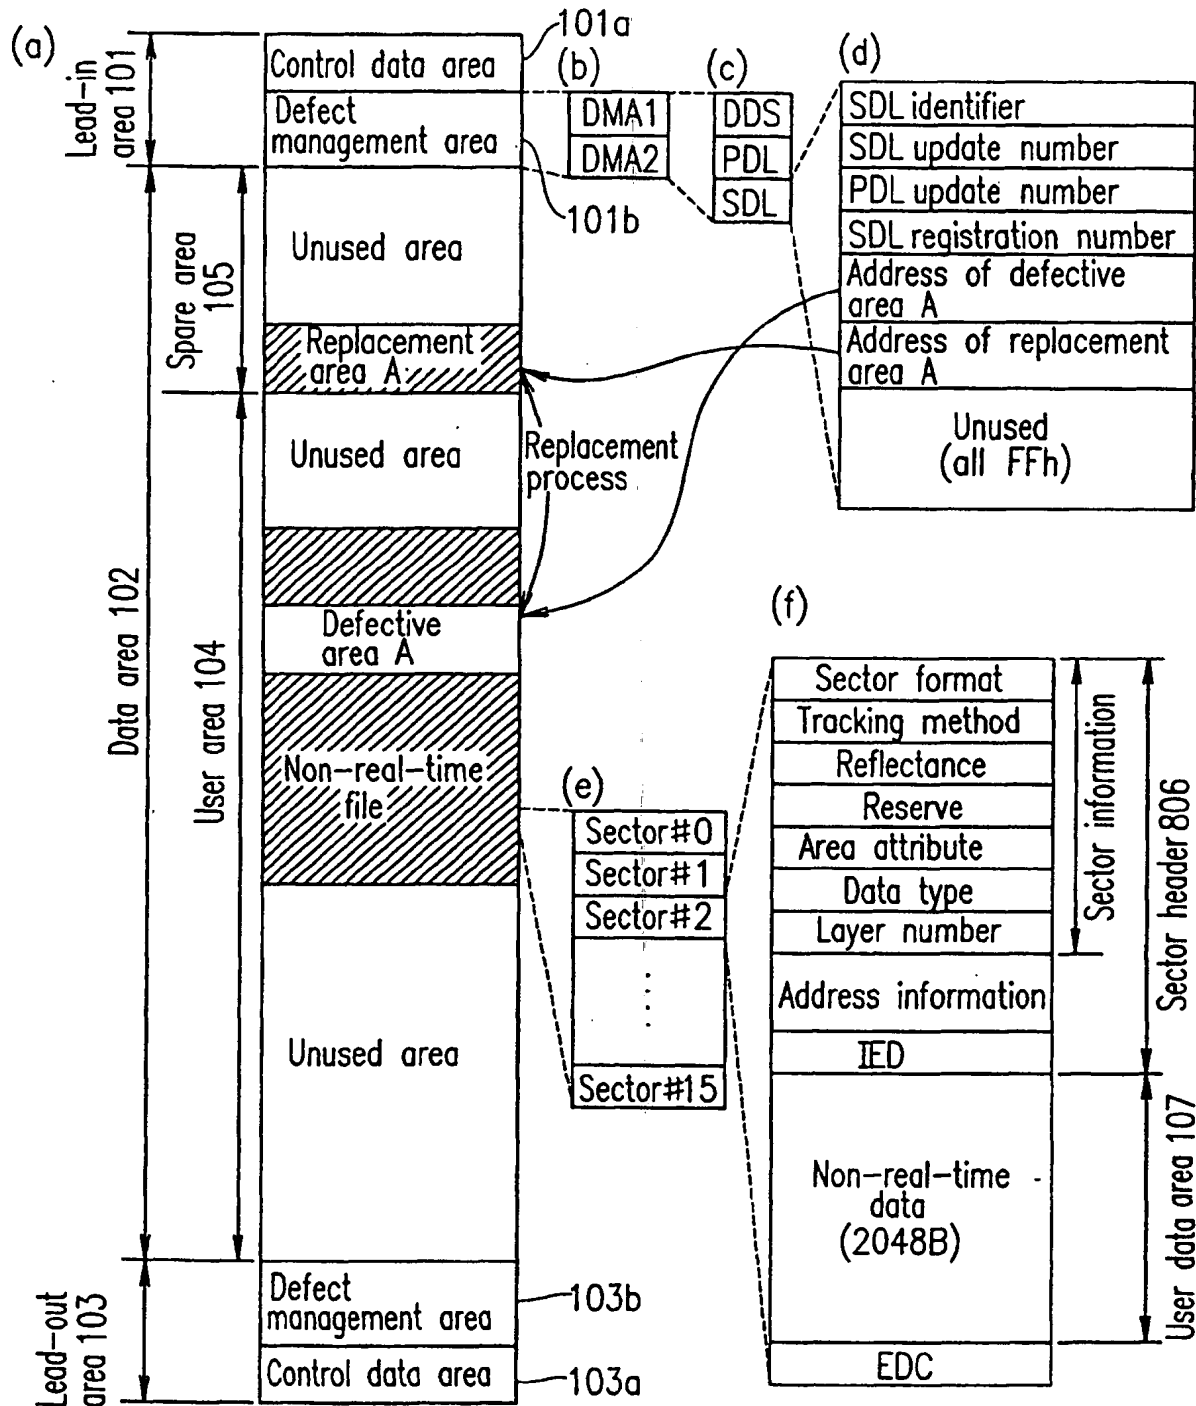 (a)
Lead-in
area 101
Data area 102
Spare area
105
User area 104
Lead-out
area 103
Control data area
Defect
management area
Unused area
Replacement
area A
Unused area
Defective
area A
Non-real-time
file
Unused area
Defect
management area
Control data area
101a
101b
Replacement
process
103b
103a
(b)
DMA1
DMA2
(c)
DDS
PDL
SDL
(d)
SDL identifier
SDL update number
PDL update number
SDL registration number
Address of defective
area A
Address of replacement
area A
Unused
(all FFh)
(e)
Sector#0
Sector#1
Sector#2
Sector#15
(f)
Sector format
Tracking method
Reflectance
Reserve
Area attribute
Data type
Layer number
Address information
IED
Non-real-time
data
(2048B)
EDC
Sector information
Sector header 806
User data area 107